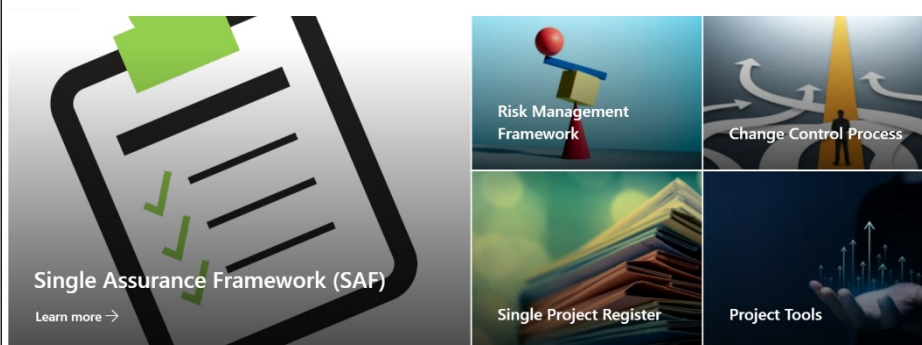 Single Assurance Framework (SAF)
Learn more →
Risk Management
Framework
Change Control Process
Single Project Register
Project Tools